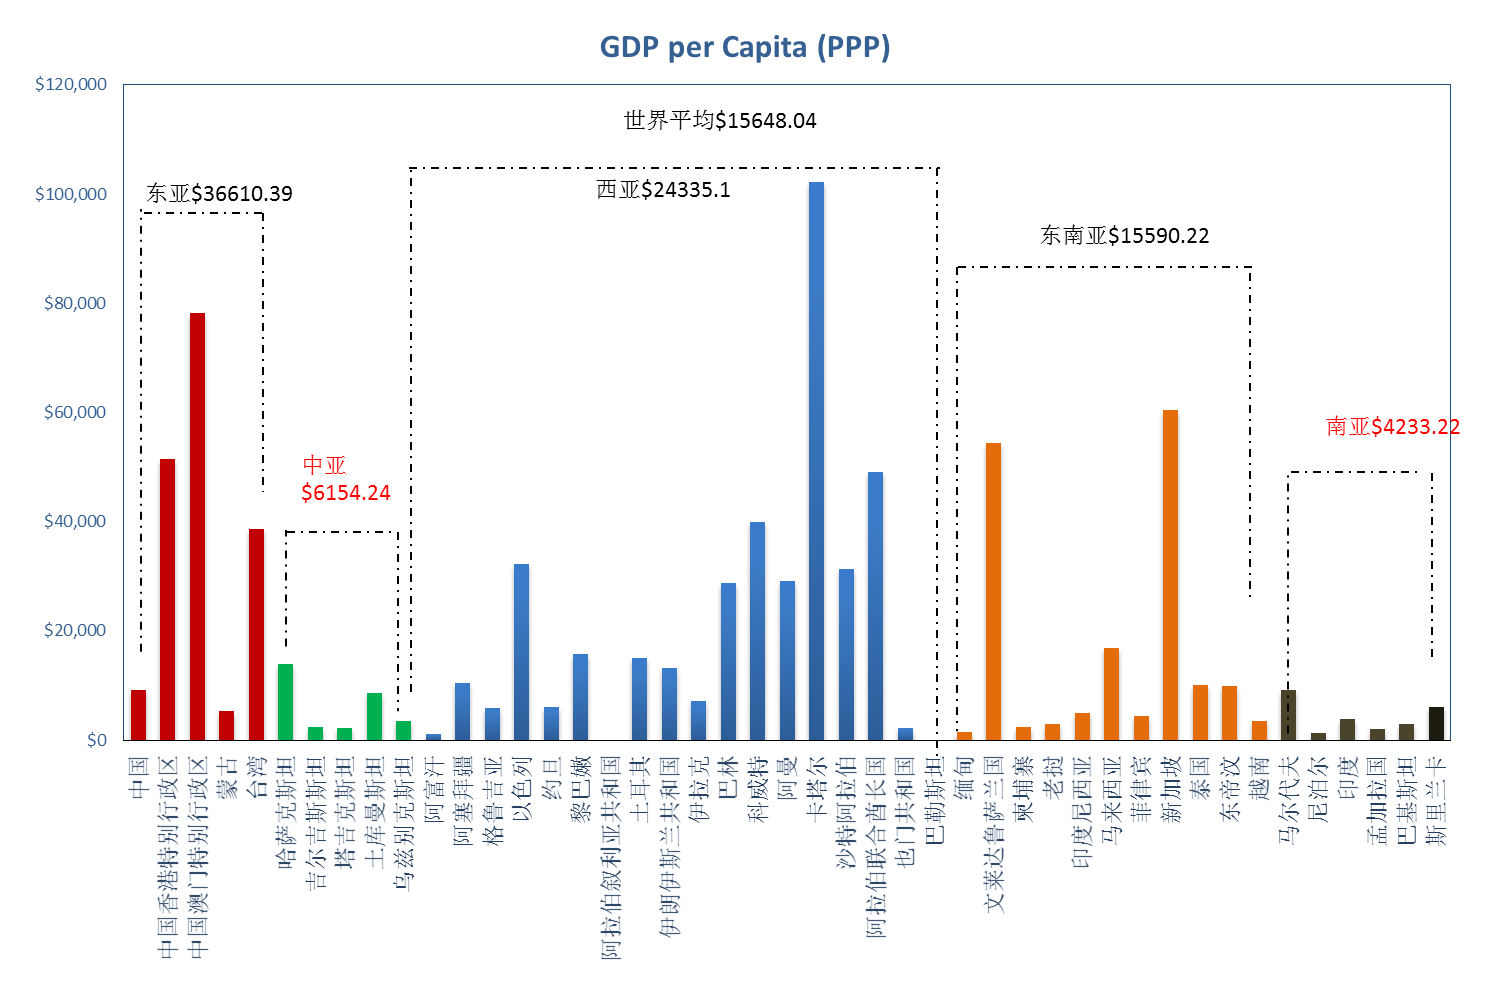 GDP per Capita (PPP)
$120,000
$100,000
$80,000
$60,000
$40,000
$20,000
$0
世界平均$15648.04
东亚$36610.39
西亚$24335.1
东南亚$15590.22
中亚
$6154.24
南亚$4233.22
中国
中国香港特别行政区
中国澳门特别行政区
蒙古
台湾
哈萨克斯坦
吉尔吉斯斯坦
塔吉克斯坦
土库曼斯坦
乌兹别克斯坦
阿富汗
阿塞拜疆
格鲁吉亚
以色列
约旦
黎巴嫩
阿拉伯叙利亚共和国
土耳其
伊朗伊斯兰共和国
伊拉克
巴林
科威特
阿曼
卡塔尔
沙特阿拉伯
阿拉伯联合酋长国
也门共和国
巴勒斯坦
缅甸
文莱达鲁萨兰国
柬埔寨
老挝
印度尼西亚
马来西亚
菲律宾
新加坡
泰国
东帝汶
越南
马尔代夫
尼泊尔
印度
孟加拉国
巴基斯坦
斯里兰卡